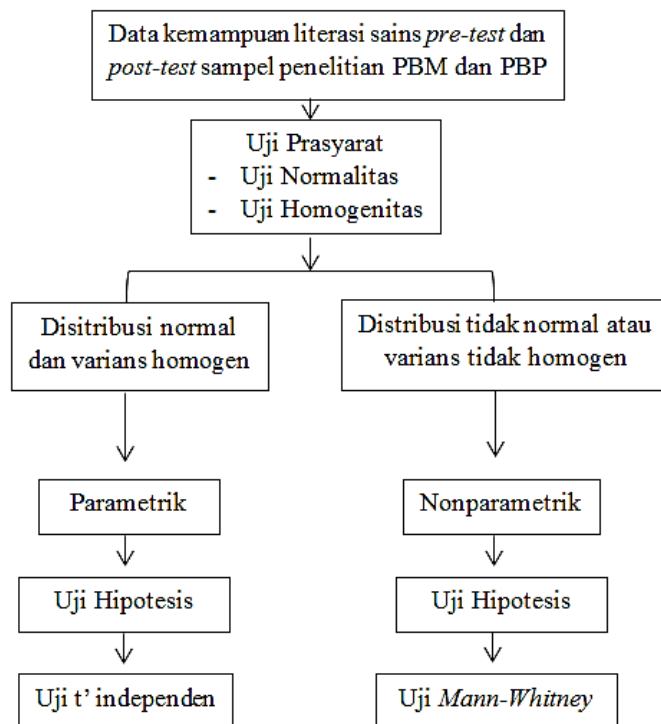 Data kemampuan literasi sains pre-test dan
post-test sampel penelitian PBM dan PBP
Uji Prasyarat
- Uji Normalitas
- Uji Homogenitas
Disitribusi normal
dan varians homogen
Distribusi tidak normal atau
varians tidak homogen
Parametrik
Nonparametrik
Uji Hipotesis
Uji Hipotesis
Uji t’ independen
Uji Mann-Whitney